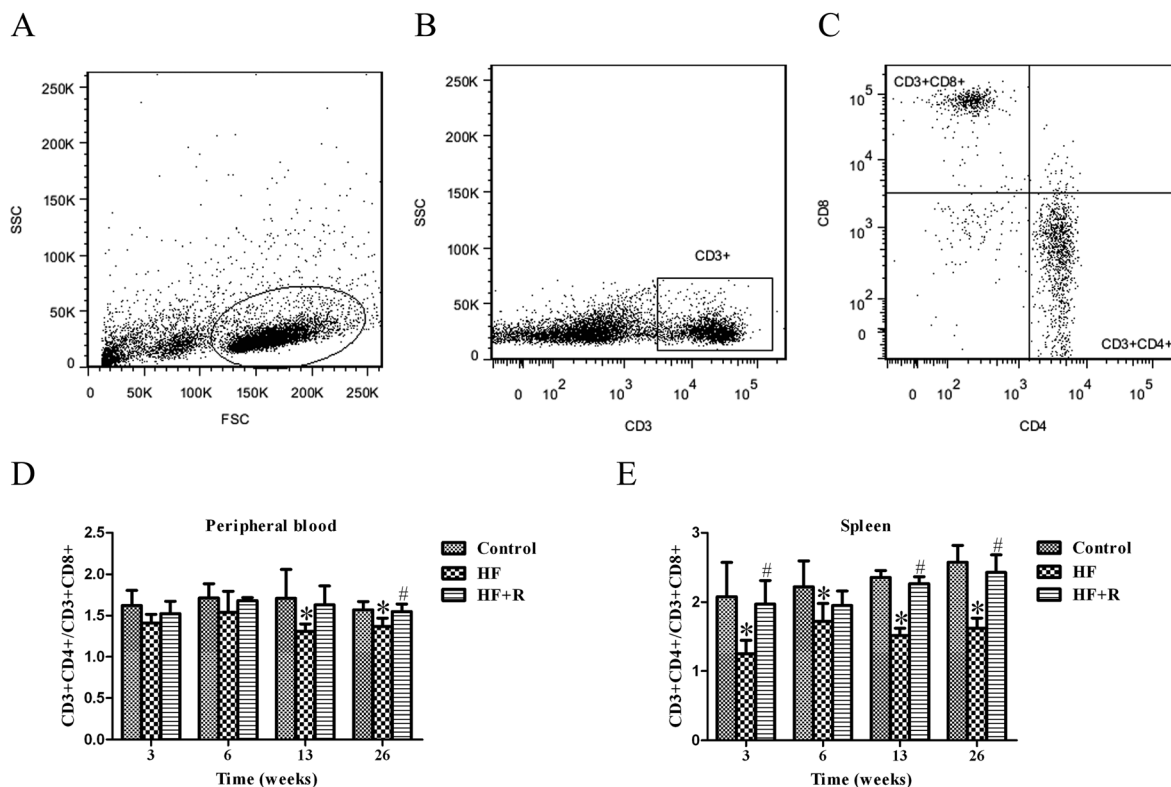 A
B
C
250K
200K
150K
100K
50K
0
SSC
0 50K 100K 150K 200K 250K
FSC
250K
200K
150K
100K
50K
0
SSC
CD3+
0 10^2 10^3 10^4 10^5
CD3
CD3+CD8+
10^5
10^4
10^3
10^2
0
CD8
CD3+CD4+
0 10^2 10^3 10^4 10^5
CD4
D
E
Peripheral blood
2.5
2.0
1.5
1.0
0.5
0.0
CD3+CD4+/CD3+CD8+
* * #
3 6 13 26
Time (weeks)
Control
HF
HF+R
Spleen
3
2
1
0
CD3+CD4+/CD3+CD8+
* # * * # * #
3 6 13 26
Time (weeks)
Control
HF
HF+R